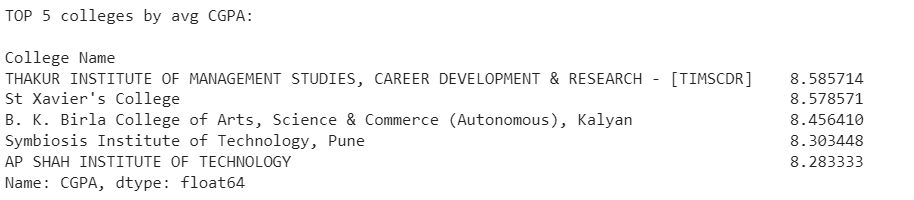 TOP 5 colleges by avg CGPA:
College Name
THAKUR INSTITUTE OF MANAGEMENT STUDIES, CAREER DEVELOPMENT & RESEARCH - [TIMSCDR] 8.585714
St Xavier's College 8.578571
B. K. Birla College of Arts, Science & Commerce (Autonomous), Kalyan 8.456410
Symbiosis Institute of Technology, Pune 8.303448
AP SHAH INSTITUTE OF TECHNOLOGY 8.283333
Name: CGPA, dtype: float64